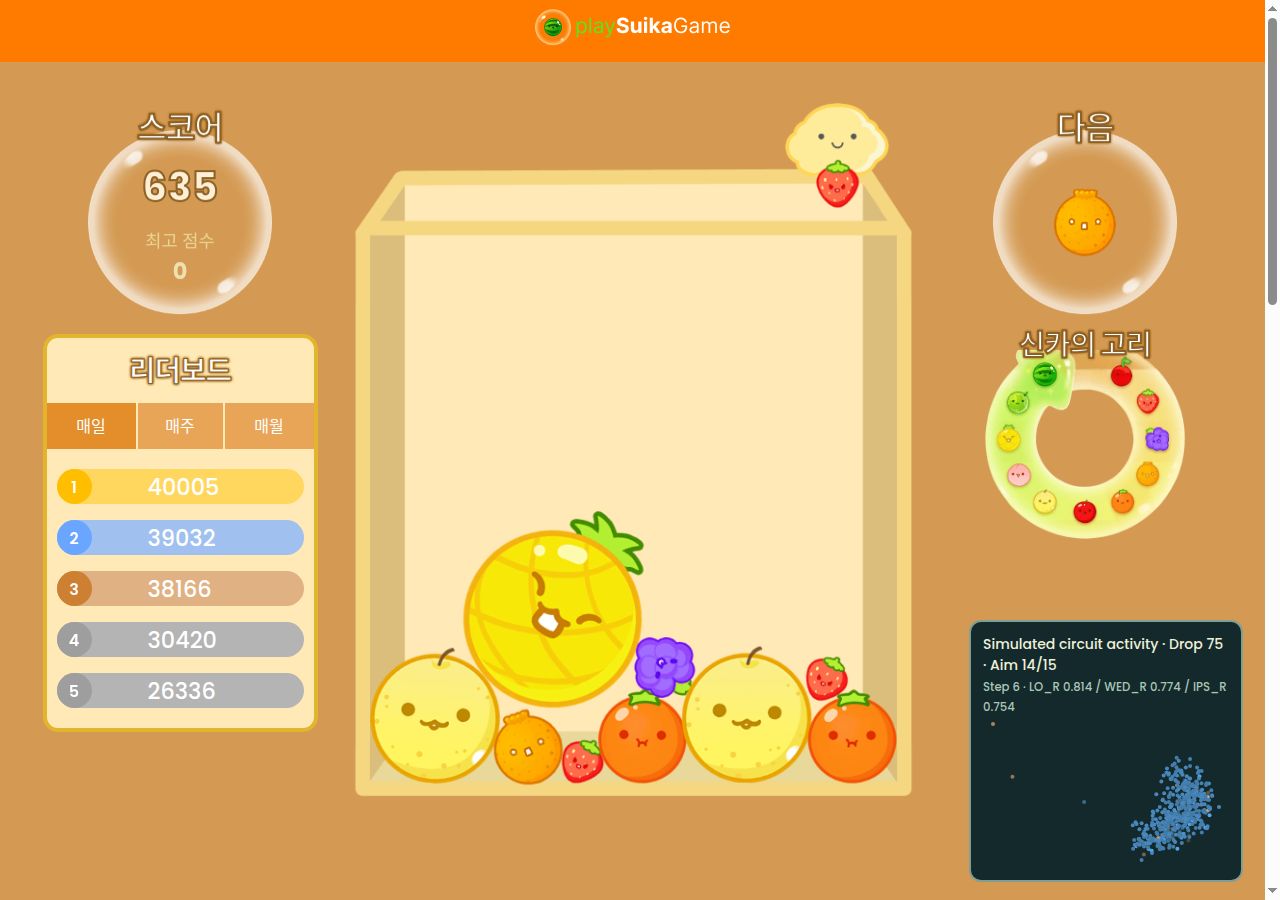 playSuikaGame
스코어
635
최고 점수
0
리더보드
매일
매주
매월
1
40005
2
39032
3
38166
4
30420
5
26336
다음
신카의 고리
Simulated circuit activity · Drop 75
· Aim 14/15
Step 6 · LO_R 0.814 / WED_R 0.774 / IPS_R
0.754